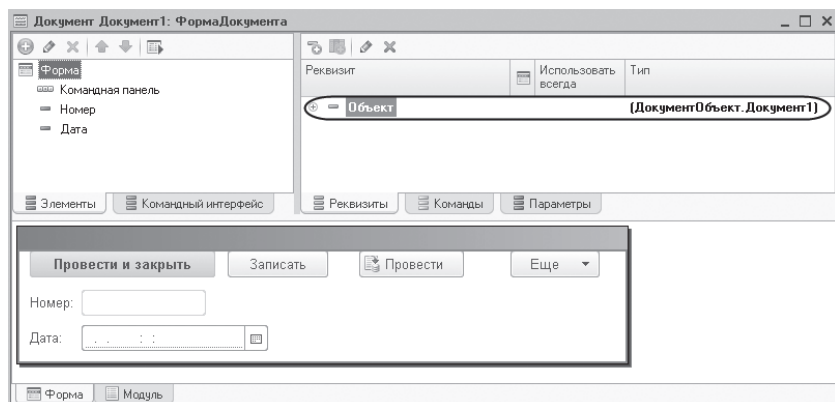 Документ Документ1: ФормаДокумента
Форма
Командная панель
Номер
Дата
Элементы
Командный интерфейс
Реквизит
Использовать всегда
Тип
Объект
(ДокументОбъект.Документ1)
Реквизиты
Команды
Параметры
Провести и закрыть
Записать
Провести
Еще
Номер:
Дата:
. . : :
Форма
Модуль